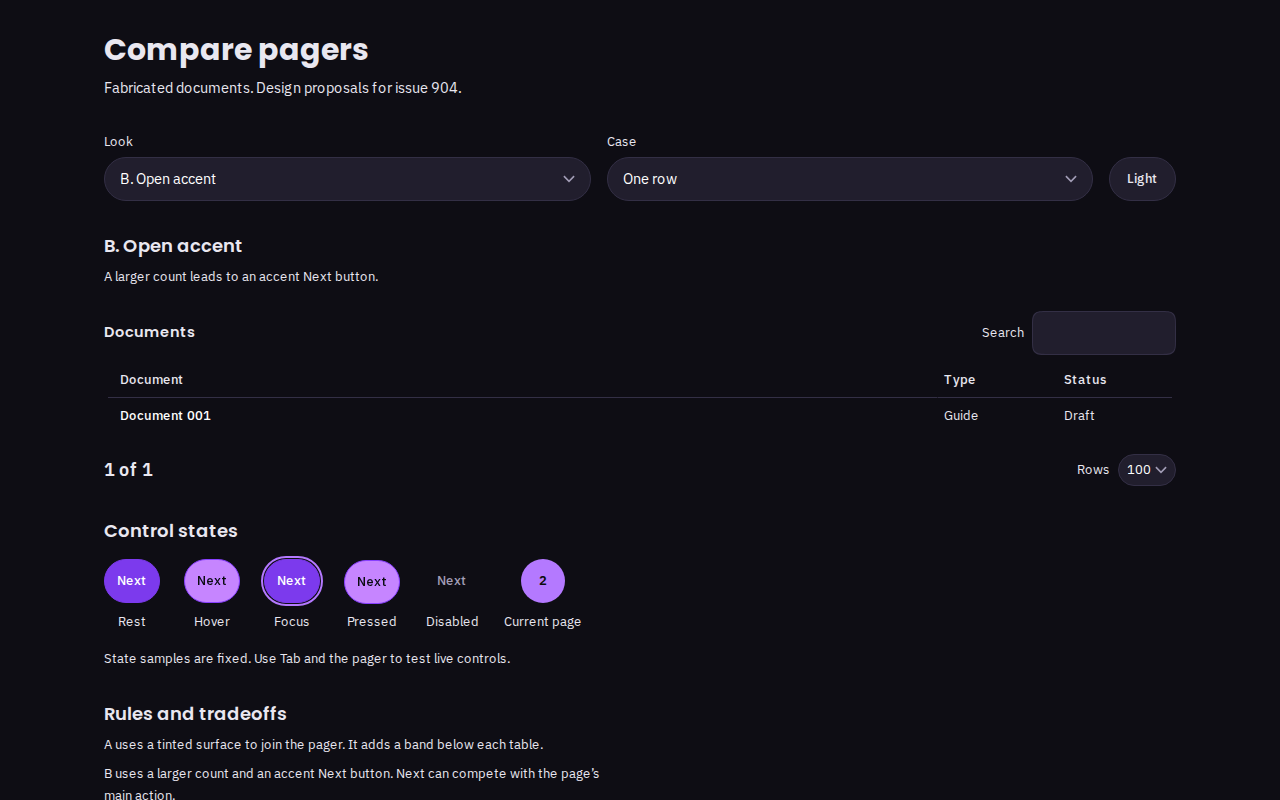 Compare pagers
Fabricated documents. Design proposals for issue 904.
Look
Case
B. Open accent
One row
Light
B. Open accent
A larger count leads to an accent Next button.
Documents
Search
Document
Type
Status
Document 001
Guide
Draft
1 of 1
Rows
100
Control states
Next
Next
Next
Next
Next
2
Rest
Hover
Focus
Pressed
Disabled
Current page
State samples are fixed. Use Tab and the pager to test live controls.
Rules and tradeoffs
A uses a tinted surface to join the pager. It adds a band below each table.
B uses a larger count and an accent Next button. Next can compete with the page's
main action.